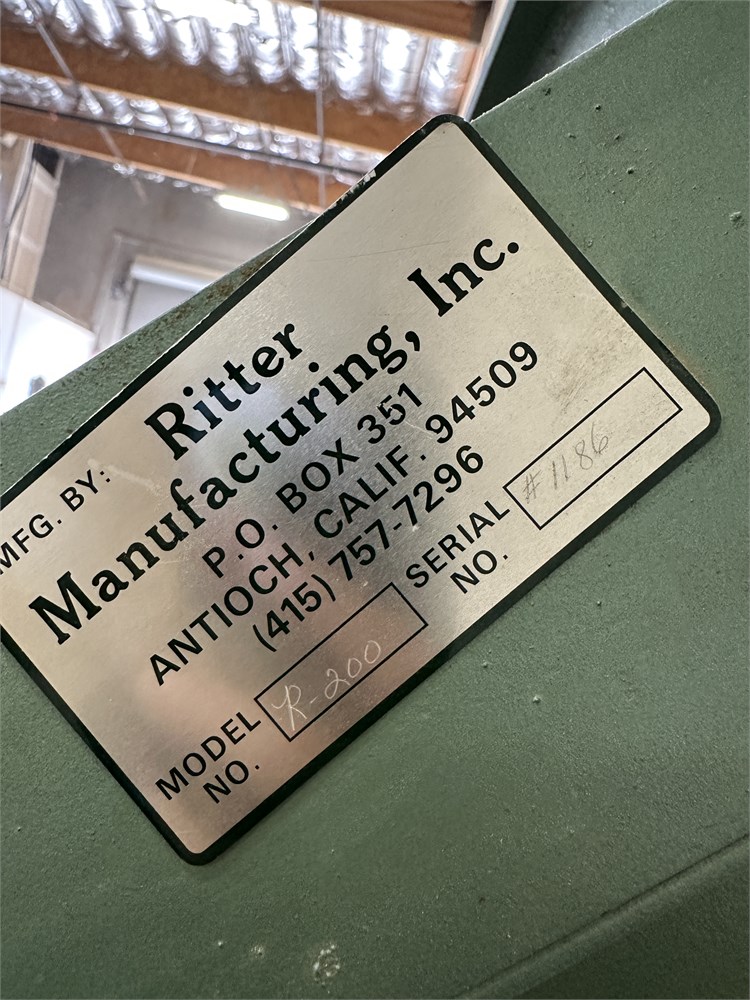 MFG. BY: Ritter
Manufacturing, Inc.
P.O. BOX 351
ANTIOCH, CALIF. 94509
(415) 757-7296
MODEL NO. R-200
SERIAL NO. #1186